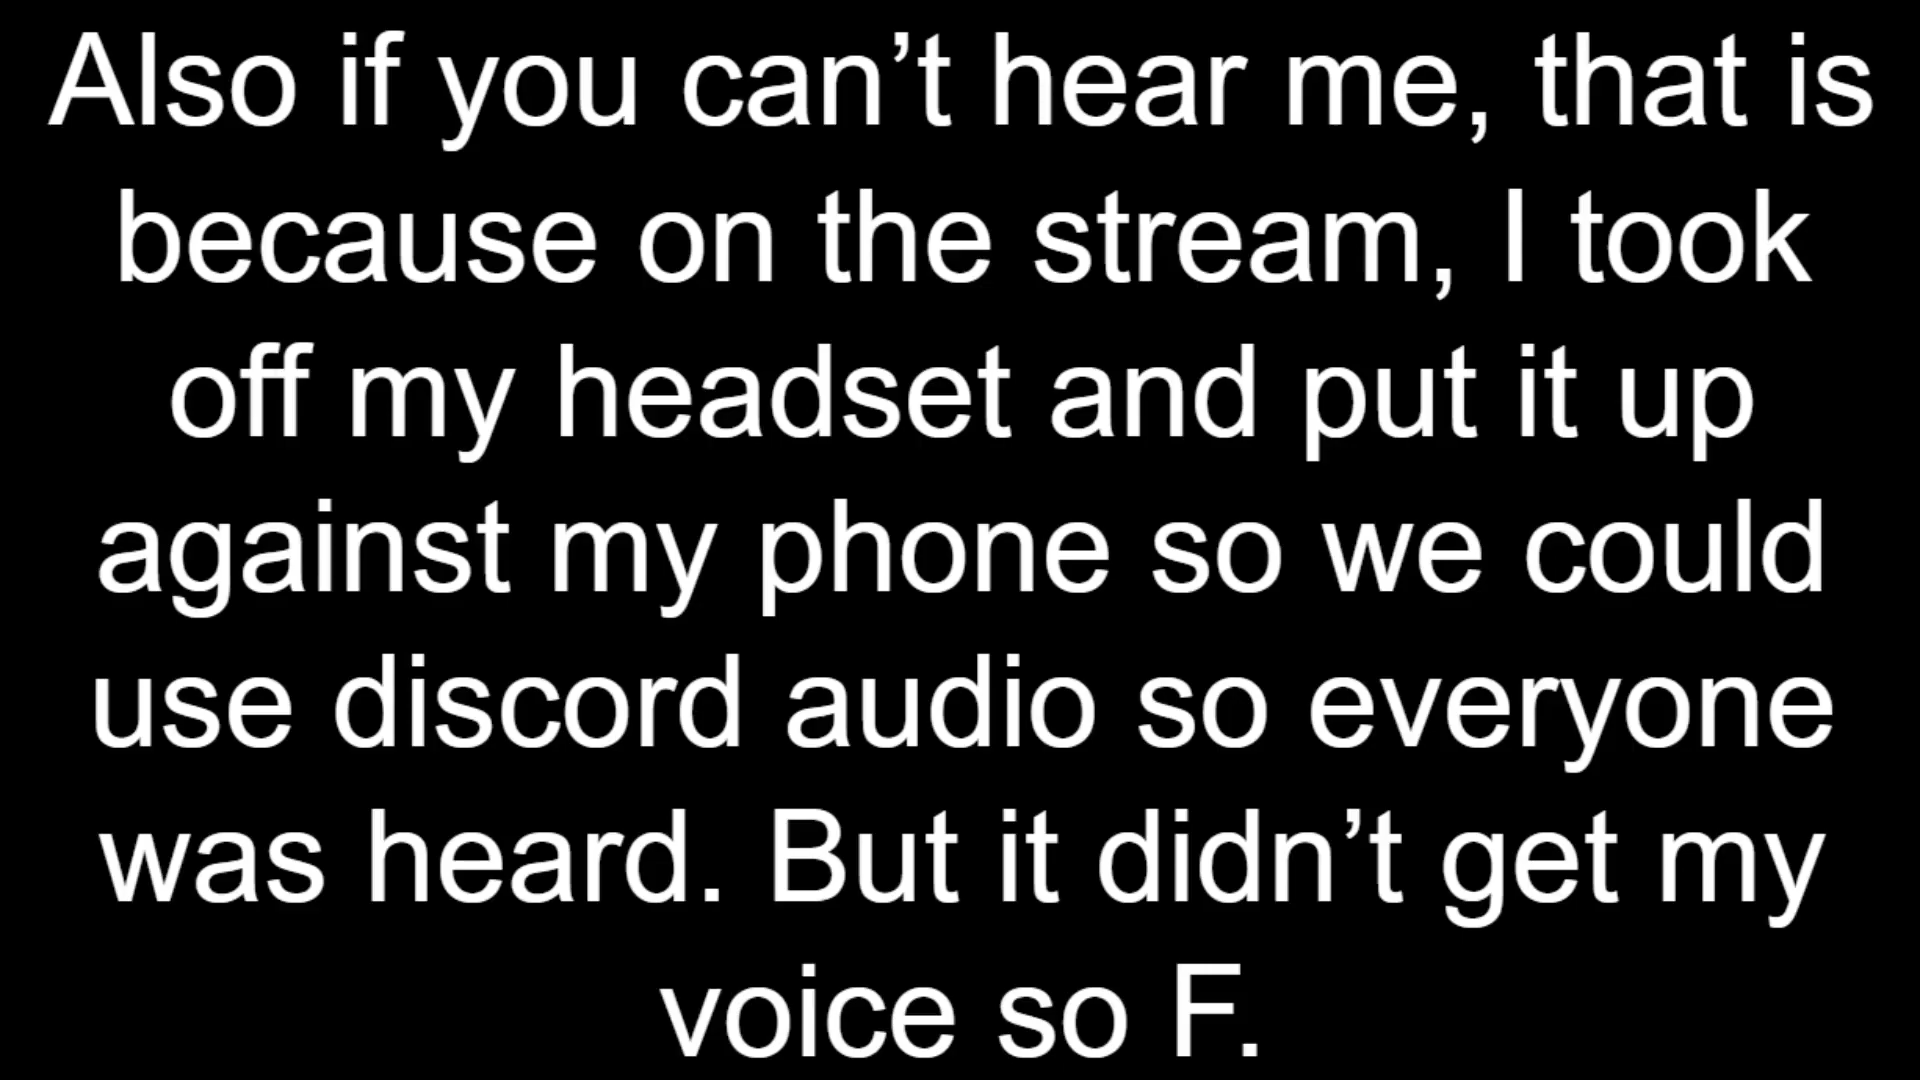 Also if you can’t hear me, that is
because on the stream, I took
off my headset and put it up
against my phone so we could
use discord audio so everyone
was heard. But it didn’t get my
voice so F.